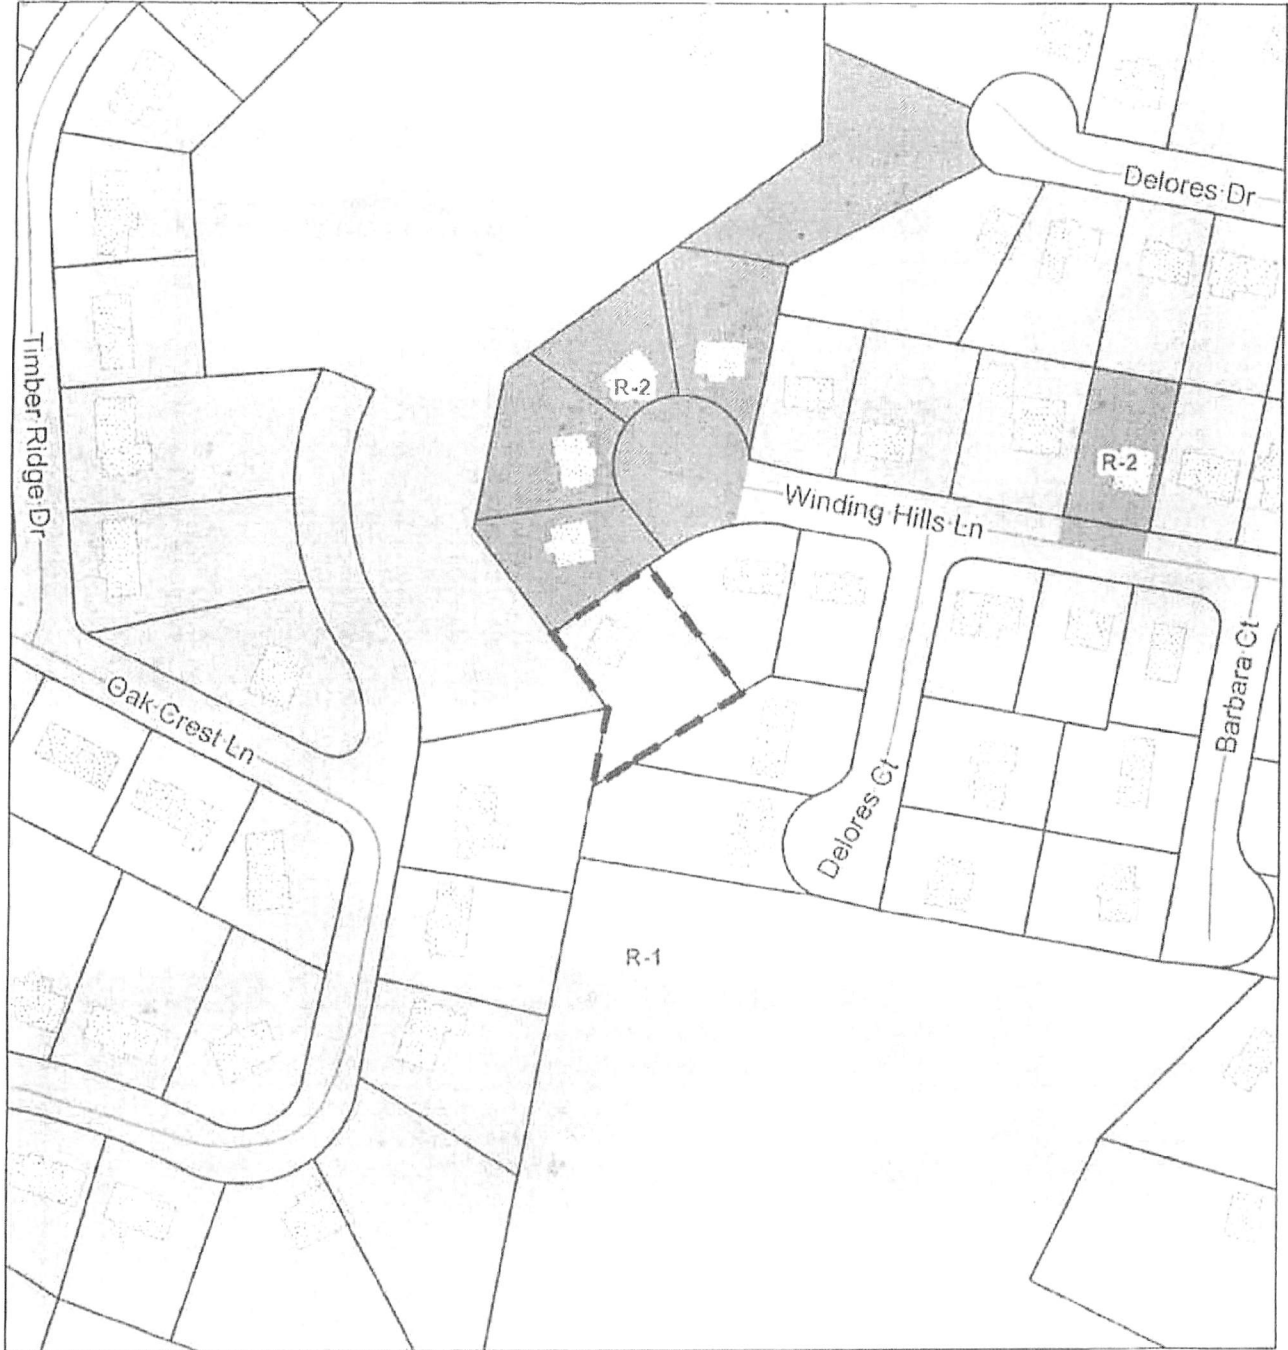 Delores Dr
Timber Ridge Dr
R-2
R-2
Winding Hills Ln
Barbara Ct
Oak Crest Ln
Delores Ct
R-1